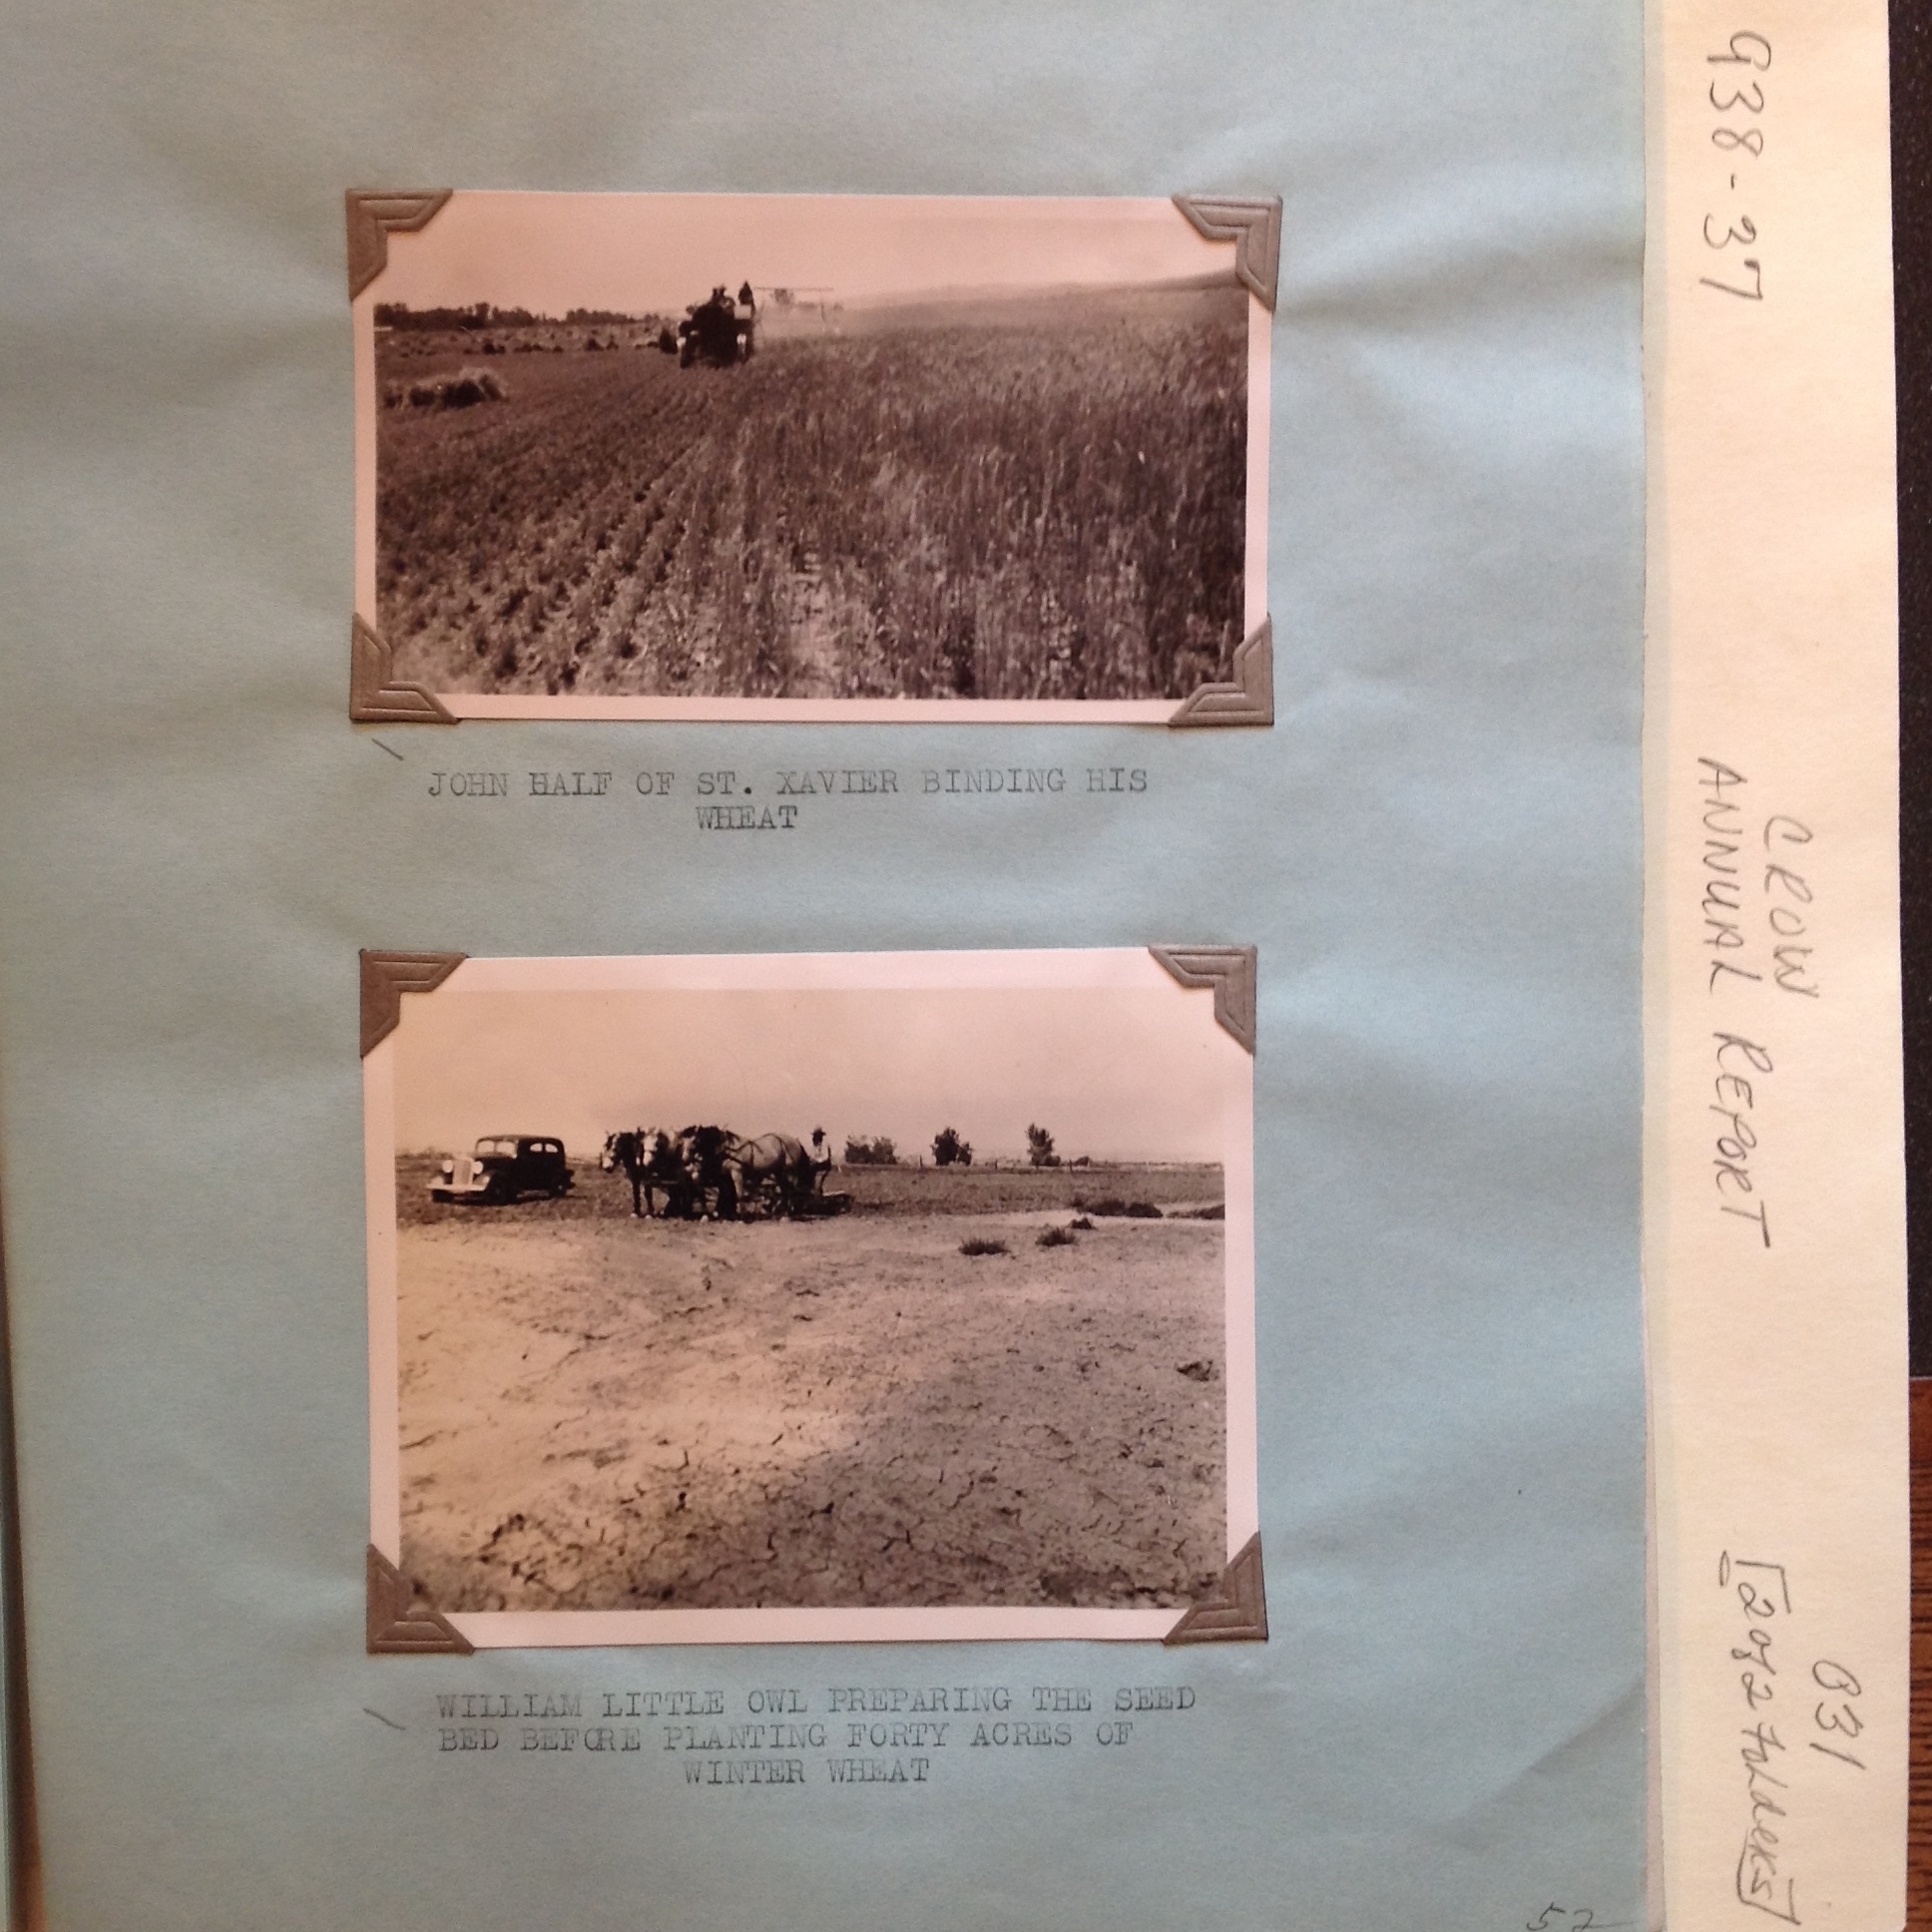 JOHN HALF OF ST. XAVIER BINDING HIS
WHEAT
WILLIAM LITTLE OWL PREPARING THE SEED
BED BEFORE PLANTING FORTY ACRES OF
WINTER WHEAT
52
938-37
CROW
ANNUAL REPORT
031
[2 of 2 Folders]